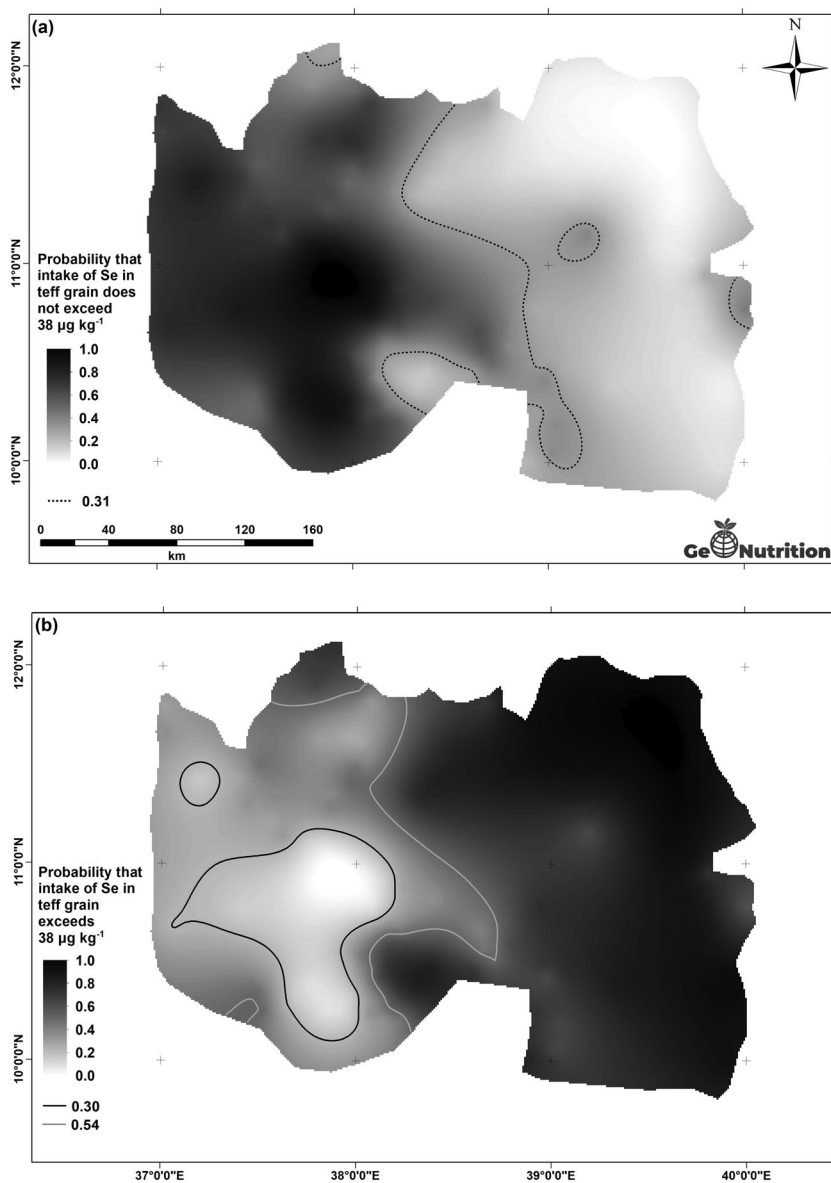 (a)
N
12°0'0"N
11°0'0"N
10°0'0"N
Probability that
intake of Se in
teff grain does
not exceed
38 µg kg-1
1.0
0.8
0.6
0.4
0.2
0.0
0.31
0 40 80 120 160
km
GeoNutrition
(b)
12°0'0"N
11°0'0"N
10°0'0"N
Probability that
intake of Se in
teff grain
exceeds
38 µg kg-1
1.0
0.8
0.6
0.4
0.2
0.0
0.30
0.54
37°0'0"E 38°0'0"E 39°0'0"E 40°0'0"E